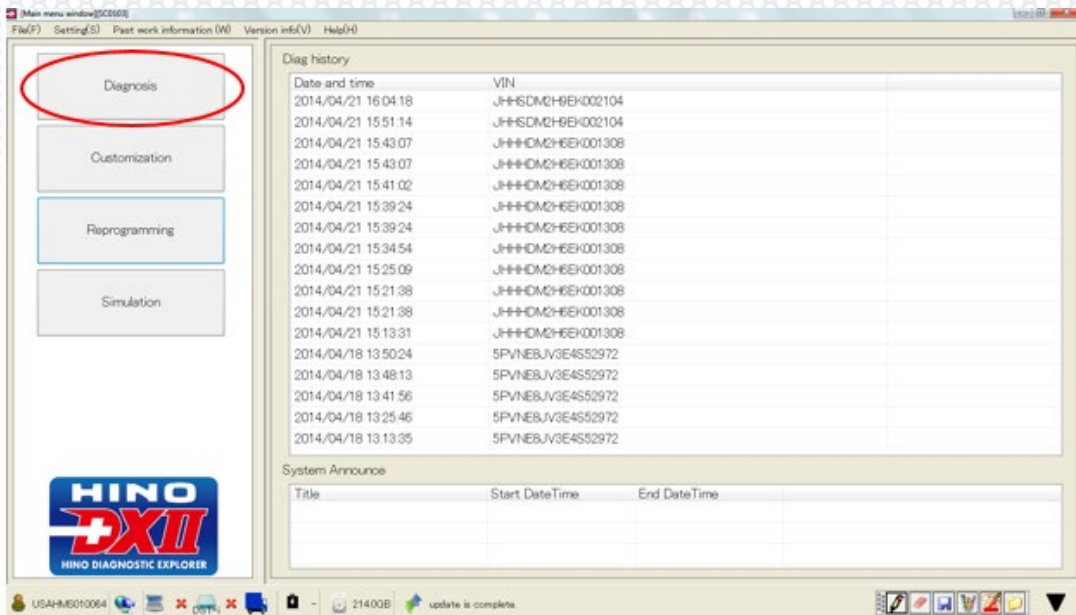 [Main menu window][SC0103]
File(F) Setting(S) Past work information (W) Version info(V) Help(H)
Diagnosis
Customization
Reprogramming
Simulation
HINO
DXII
HINO DIAGNOSTIC EXPLORER
Diag history
Date and time VIN
2014/04/21 16:04:18 JHHSDM2H9EK002104
2014/04/21 15:51:14 JHHSDM2H9EK002104
2014/04/21 15:43:07 JHHHDM2H6EK001308
2014/04/21 15:43:07 JHHHDM2H6EK001308
2014/04/21 15:41:02 JHHHDM2H6EK001308
2014/04/21 15:39:24 JHHHDM2H6EK001308
2014/04/21 15:39:24 JHHHDM2H6EK001308
2014/04/21 15:34:54 JHHHDM2H6EK001308
2014/04/21 15:25:09 JHHHDM2H6EK001308
2014/04/21 15:21:38 JHHHDM2H6EK001308
2014/04/21 15:21:38 JHHHDM2H6EK001308
2014/04/21 15:13:31 JHHHDM2H6EK001308
2014/04/18 13:50:24 5PVNE8JV3E4S52972
2014/04/18 13:48:13 5PVNE8JV3E4S52972
2014/04/18 13:41:56 5PVNE8JV3E4S52972
2014/04/18 13:25:46 5PVNE8JV3E4S52972
2014/04/18 13:13:35 5PVNE8JV3E4S52972
System Announce
Title Start DateTime End DateTime
USAHMS010064 - 214.0GB update is complete.